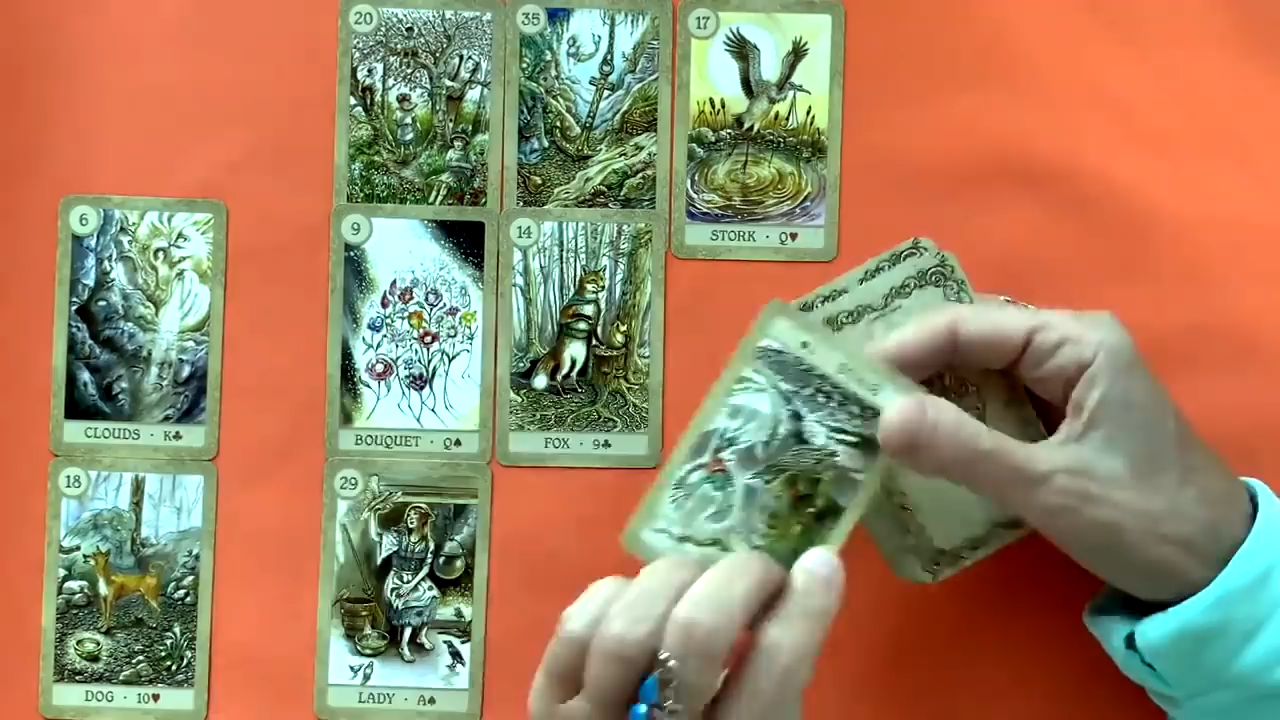 20
35
17
STORK · Q♥
6
CLOUDS · K♣
9
BOUQUET · Q♠
14
FOX · 9♣
18
DOG · 10♥
29
LADY · A♠